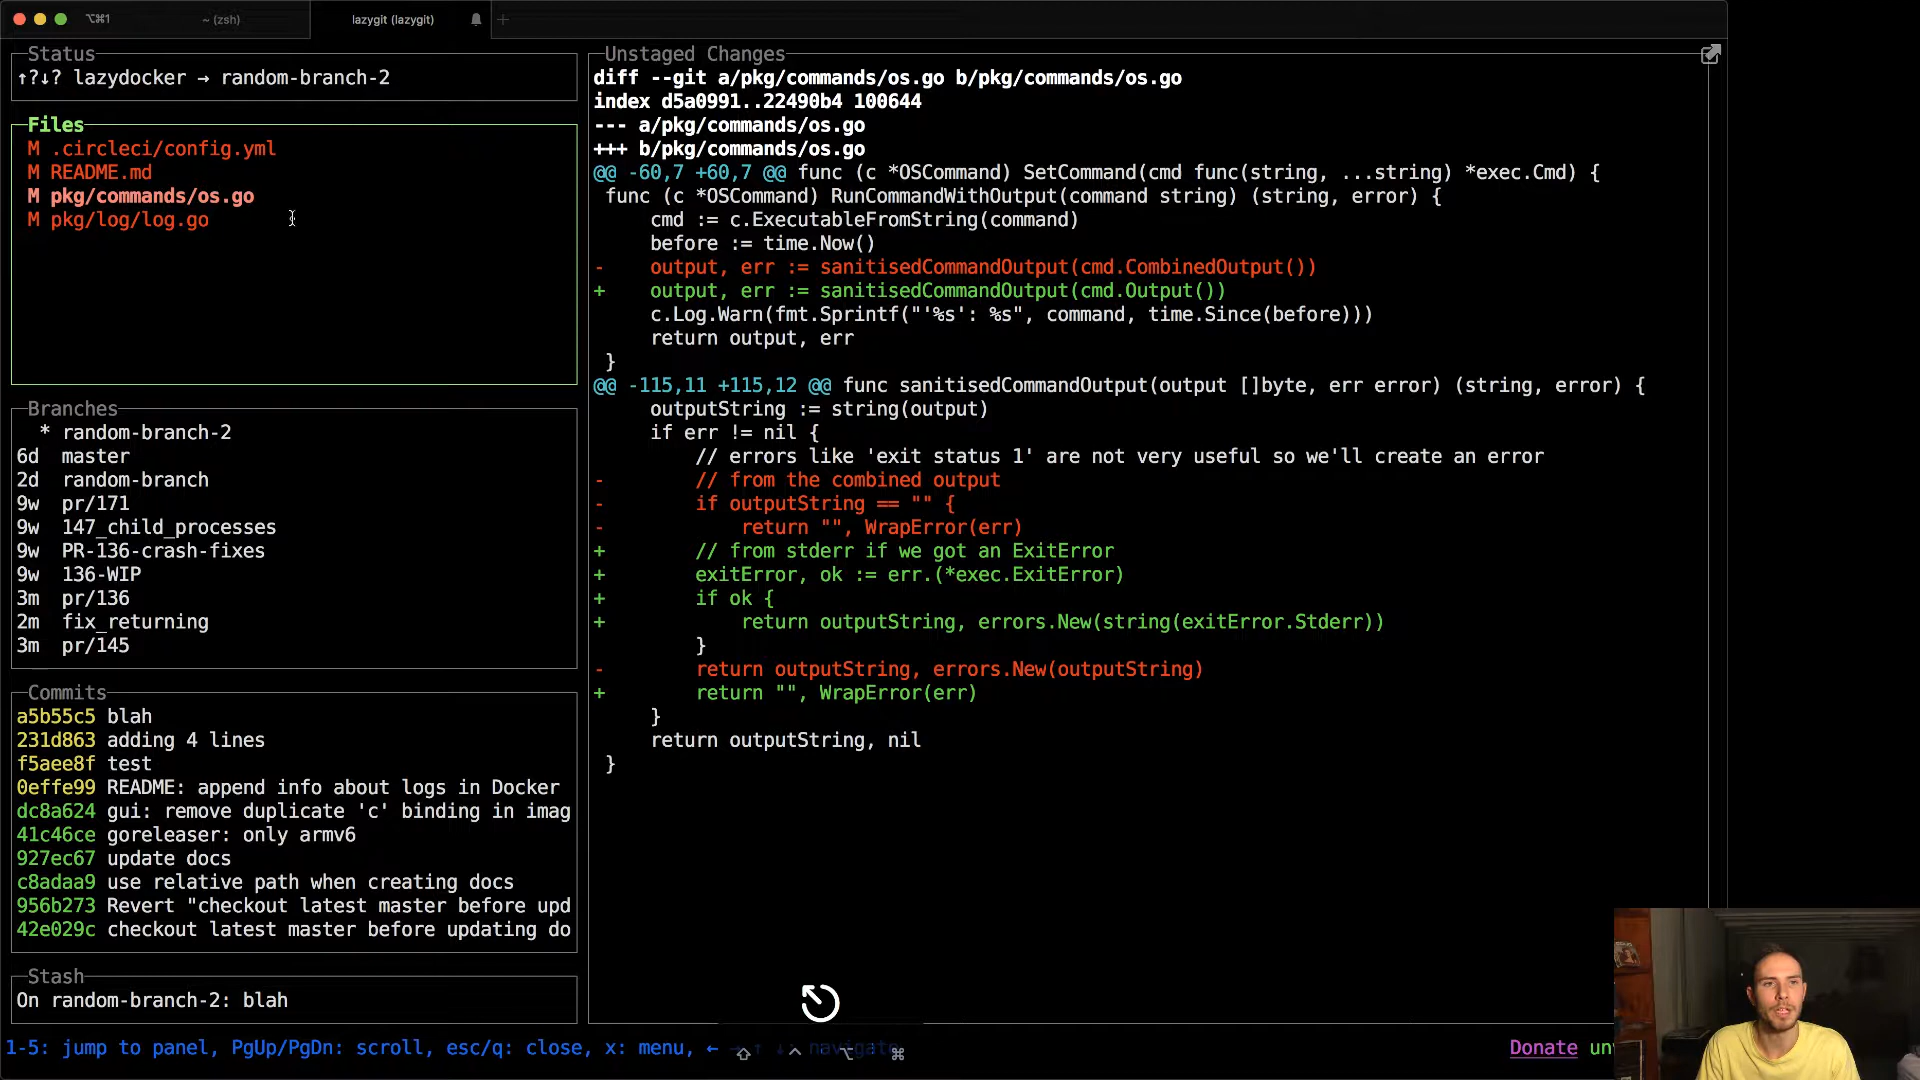 ⌥⌘1
~ (zsh)
lazygit (lazygit)
+
Status
↑?↓? lazydocker → random-branch-2
Files
M .circleci/config.yml
M README.md
M pkg/commands/os.go
M pkg/log/log.go
Branches
* random-branch-2
6d master
2d random-branch
9w pr/171
9w 147_child_processes
9w PR-136-crash-fixes
9w 136-WIP
3m pr/136
2m fix_returning
3m pr/145
Commits
a5b55c5 blah
231d863 adding 4 lines
f5aee8f test
0effe99 README: append info about logs in Docker
dc8a624 gui: remove duplicate 'c' binding in imag
41c46ce goreleaser: only armv6
927ec67 update docs
c8adaa9 use relative path when creating docs
956b273 Revert "checkout latest master before upd
42e029c checkout latest master before updating do
Stash
On random-branch-2: blah
Unstaged Changes
diff --git a/pkg/commands/os.go b/pkg/commands/os.go
index d5a0991..22490b4 100644
--- a/pkg/commands/os.go
+++ b/pkg/commands/os.go
@@ -60,7 +60,7 @@ func (c *OSCommand) SetCommand(cmd func(string, ...string) *exec.Cmd) {
func (c *OSCommand) RunCommandWithOutput(command string) (string, error) {
cmd := c.ExecutableFromString(command)
before := time.Now()
- output, err := sanitisedCommandOutput(cmd.CombinedOutput())
+ output, err := sanitisedCommandOutput(cmd.Output())
c.Log.Warn(fmt.Sprintf("'%s': %s", command, time.Since(before)))
return output, err
}
@@ -115,11 +115,12 @@ func sanitisedCommandOutput(output []byte, err error) (string, error) {
outputString := string(output)
if err != nil {
// errors like 'exit status 1' are not very useful so we'll create an error
- // from the combined output
- if outputString == "" {
- return "", WrapError(err)
+ // from stderr if we got an ExitError
+ exitError, ok := err.(*exec.ExitError)
+ if ok {
+ return outputString, errors.New(string(exitError.Stderr))
}
- return outputString, errors.New(outputString)
+ return "", WrapError(err)
}
return outputString, nil
}
1-5: jump to panel, PgUp/PgDn: scroll, esc/q: close, x: menu, ← → ↑ ↓: navigate
⇧ ⌃ ⌥ ⌘
Donate un